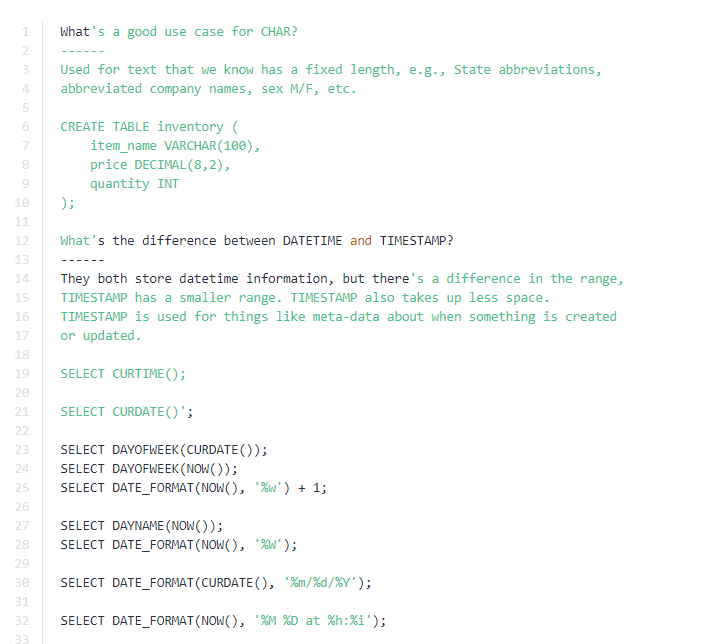 1 What's a good use case for CHAR?
2 ------
3 Used for text that we know has a fixed length, e.g., State abbreviations,
4 abbreviated company names, sex M/F, etc.
5
6 CREATE TABLE inventory (
7     item_name VARCHAR(100),
8     price DECIMAL(8,2),
9     quantity INT
10 );
11
12 What's the difference between DATETIME and TIMESTAMP?
13 ------
14 They both store datetime information, but there's a difference in the range,
15 TIMESTAMP has a smaller range. TIMESTAMP also takes up less space.
16 TIMESTAMP is used for things like meta-data about when something is created
17 or updated.
18
19 SELECT CURTIME();
20
21 SELECT CURDATE()';
22
23 SELECT DAYOFWEEK(CURDATE());
24 SELECT DAYOFWEEK(NOW());
25 SELECT DATE_FORMAT(NOW(), '%w') + 1;
26
27 SELECT DAYNAME(NOW());
28 SELECT DATE_FORMAT(NOW(), '%W');
29
30 SELECT DATE_FORMAT(CURDATE(), '%m/%d/%Y');
31
32 SELECT DATE_FORMAT(NOW(), '%M %D at %h:%i');
33